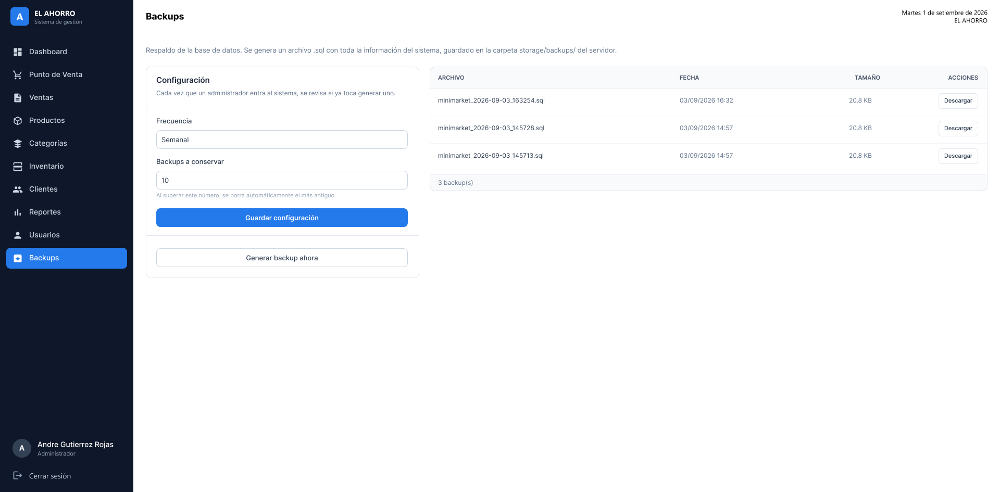 A
EL AHORRO
Sistema de gestión
Dashboard
Punto de Venta
Ventas
Productos
Categorías
Inventario
Clientes
Reportes
Usuarios
Backups
A
Andre Gutierrez Rojas
Administrador
Cerrar sesión
Backups
Martes 1 de setiembre de 2026
EL AHORRO
Respaldo de la base de datos. Se genera un archivo .sql con toda la información del sistema, guardado en la carpeta storage/backups/ del servidor.
Configuración
Cada vez que un administrador entra al sistema, se revisa si ya toca generar uno.
Frecuencia
Semanal
Backups a conservar
10
Al superar este número, se borra automáticamente el más antiguo.
Guardar configuración
Generar backup ahora
ARCHIVO FECHA TAMAÑO ACCIONES
minimarket_2026-09-03_163254.sql 03/09/2026 16:32 20.8 KB Descargar
minimarket_2026-09-03_145728.sql 03/09/2026 14:57 20.8 KB Descargar
minimarket_2026-09-03_145713.sql 03/09/2026 14:57 20.8 KB Descargar
3 backup(s)